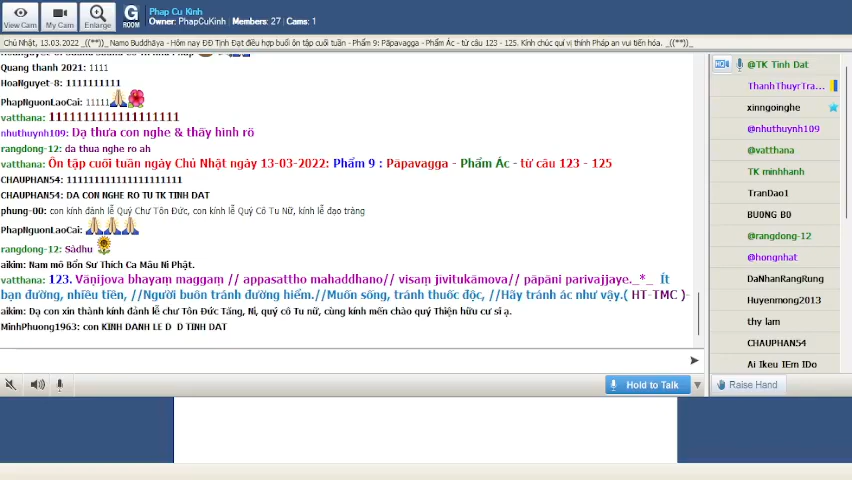 Phap Cu Kinh
Owner: PhapCuKinh | Members: 27 | Cams: 1
View Cam
My Cam
Enlarge
G
ROOM
Chủ Nhật, 13.03.2022 _((**))_ Namo Buddhāya - Hôm nay ĐĐ Tịnh Đạt điều hợp buổi ôn tập cuối tuần - Phẩm 9: Pāpavagga - Phẩm Ác - từ câu 123 - 125. Kính chúc quí vị thính Pháp an vui tiến hóa. _((**))_
Quang thanh 2021: 1111
HoaNguyet-8: 1111111111
PhapNguonLaoCai: 11111
vatthana: 111111111111111111111
nhuthuynh109: Dạ thưa con nghe & thấy hình rõ
rangdong-12: da thua nghe ro ah
vatthana: Ôn tập cuối tuần ngày Chủ Nhật ngày 13-03-2022: Phẩm 9 : Pāpavagga - Phẩm Ác - từ câu 123 - 125
CHAUPHAN54: 111111111111111111111
CHAUPHAN54: DA CON NGHE RO TU TK TINH DAT
phung-00: con kính đảnh lễ Quý Chư Tôn Đức, con kính lễ Quý Cô Tu Nữ, kính lễ đạo tràng
PhapNguonLaoCai:
rangdong-12: Sàdhu
aikim: Nam mô Bổn Sư Thích Ca Mâu Ni Phật.
vatthana: 123. Vāṇijova bhayaṃ maggaṃ // appasattho mahaddhano// visaṃ jīvitukāmova// pāpāni parivajjaye._*_ Ít
bạn đường, nhiều tiền, //Người buôn tránh đường hiểm.//Muốn sống, tránh thuốc độc, //Hãy tránh ác như vậy.( HT-TMC )-
aikim: Dạ con xin thành kính đảnh lễ chư Tôn Đức Tăng, Ni, quý cô Tu nữ, cùng kính mến chào quý Thiện hữu cư sĩ ạ.
MinhPhuong1963: con KINH DANH LE D D TINH DAT
Hold to Talk
@TK Tinh Dat
ThanhThuyTra...
xinngoinghe
@nhuthuynh109
@vatthana
TK minhhanh
TranDao1
BU0NG B0
@rangdong-12
@hongnhat
DaNhanRangRung
Huyenmong2013
thy lam
CHAUPHAN54
Ai Ikeu IEm IDo
Raise Hand